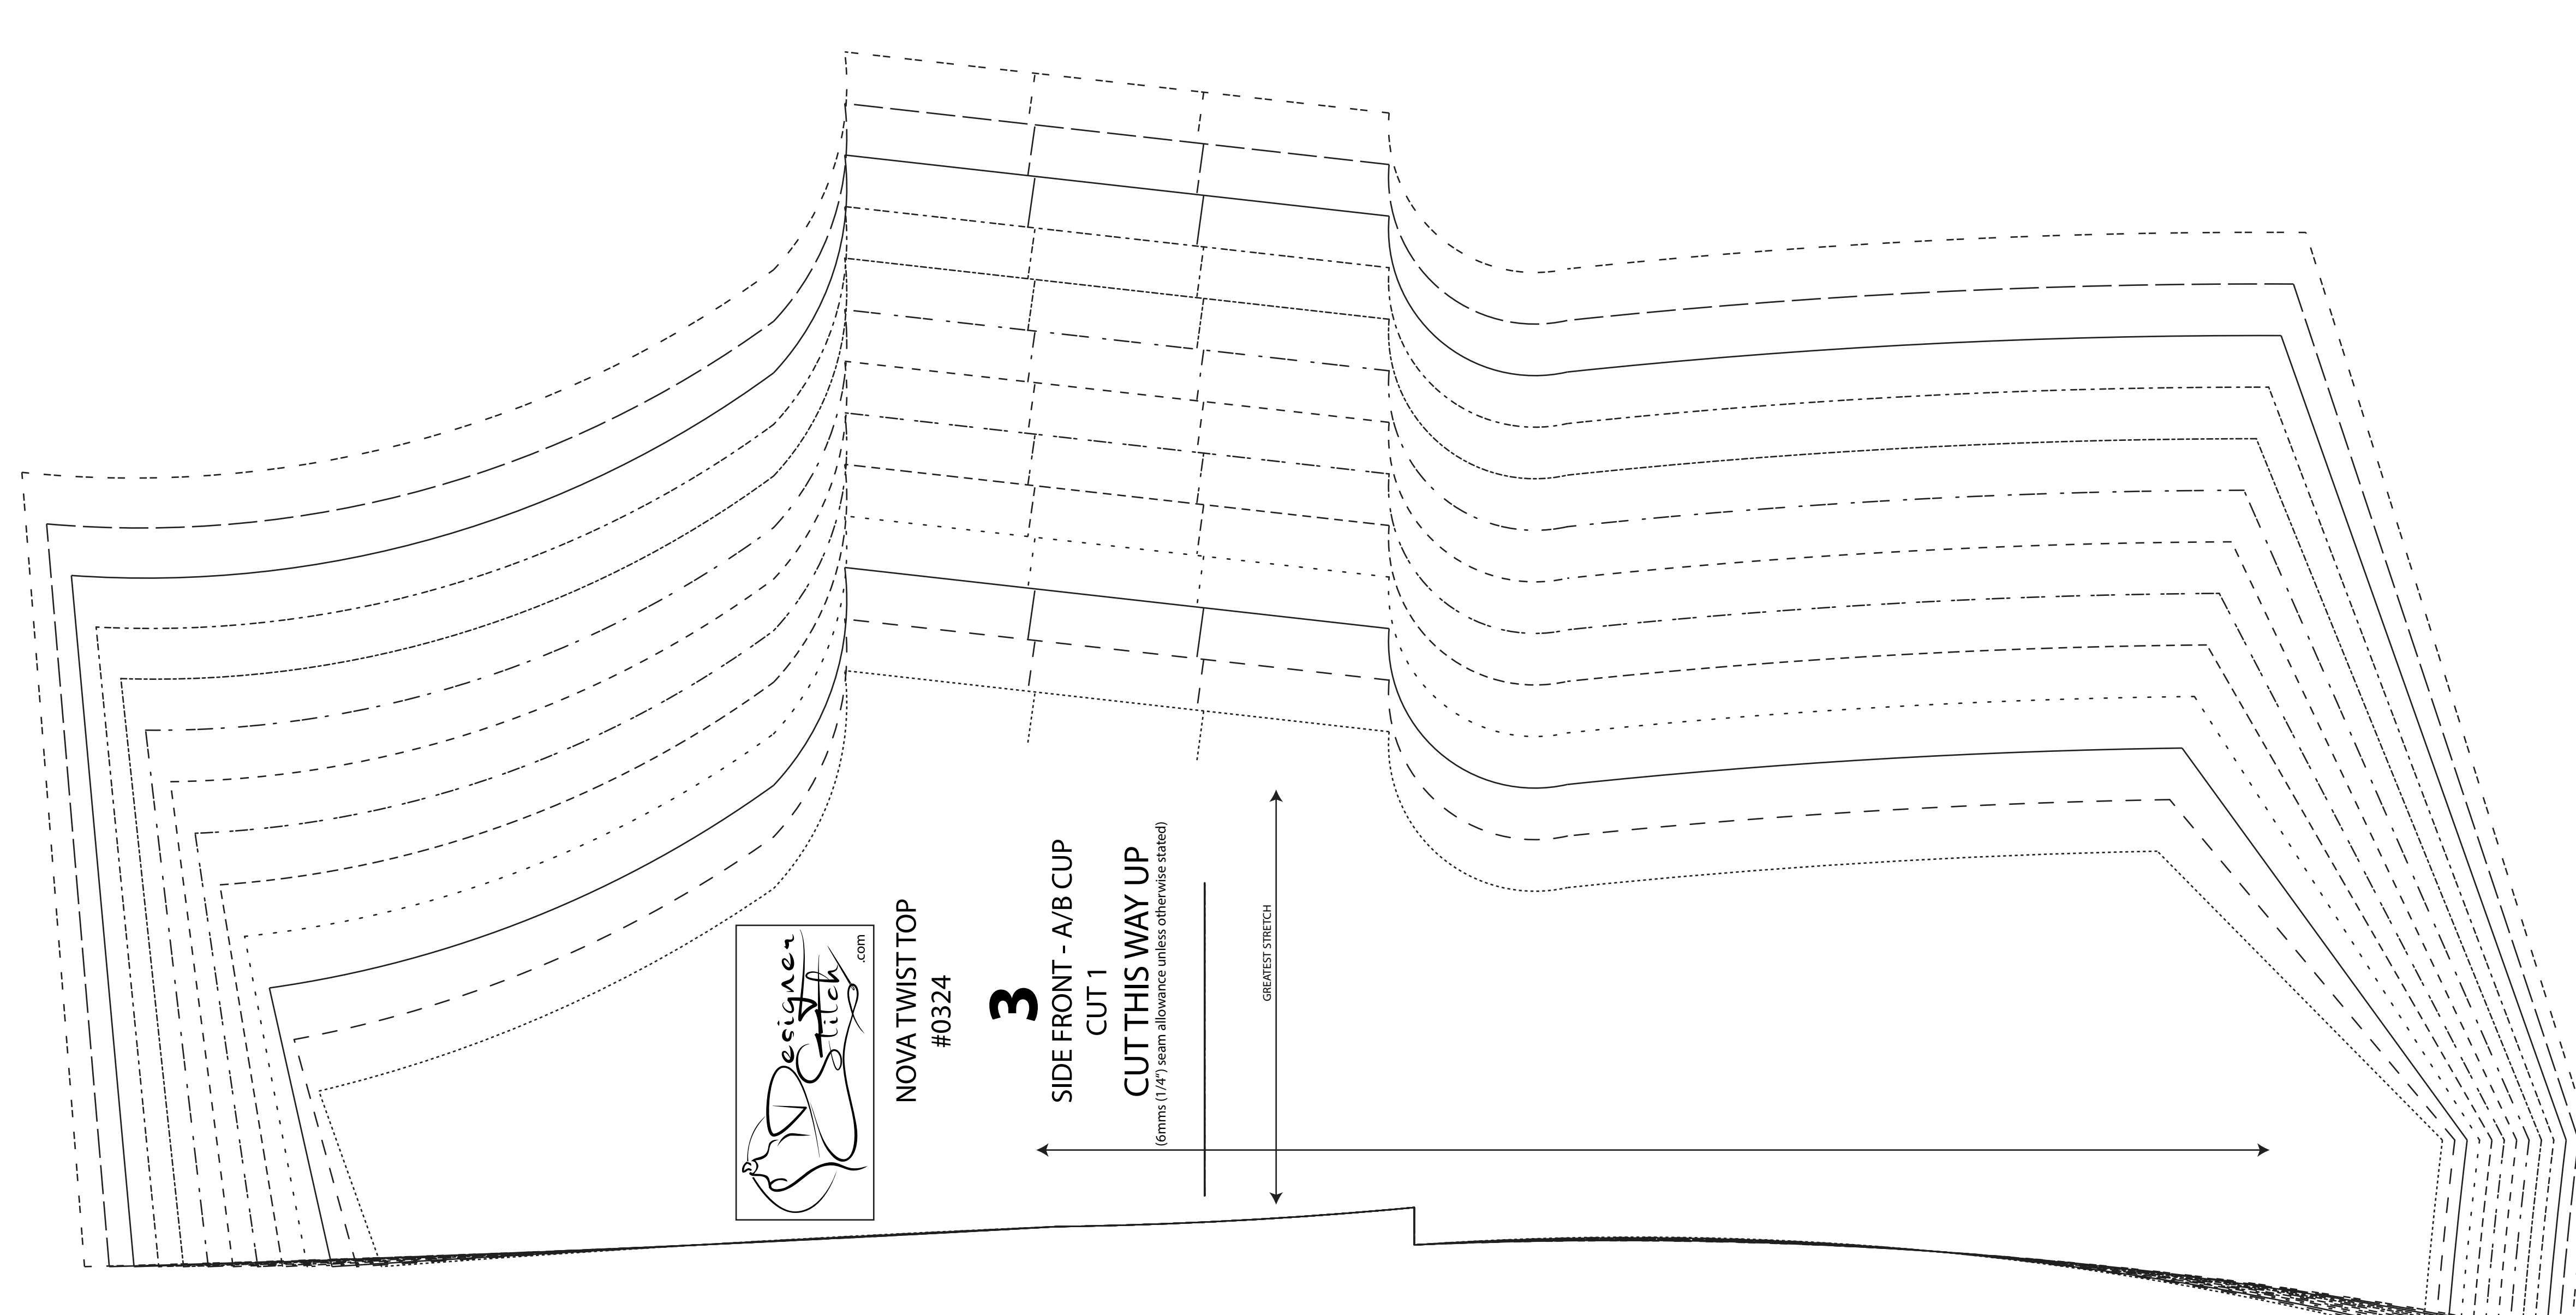 Designer
Stitch
.com
NOVA TWIST TOP
#0324
3
SIDE FRONT - A/B CUP
CUT 1
CUT THIS WAY UP
(6mms (1/4") seam allowance unless otherwise stated)
GREATEST STRETCH